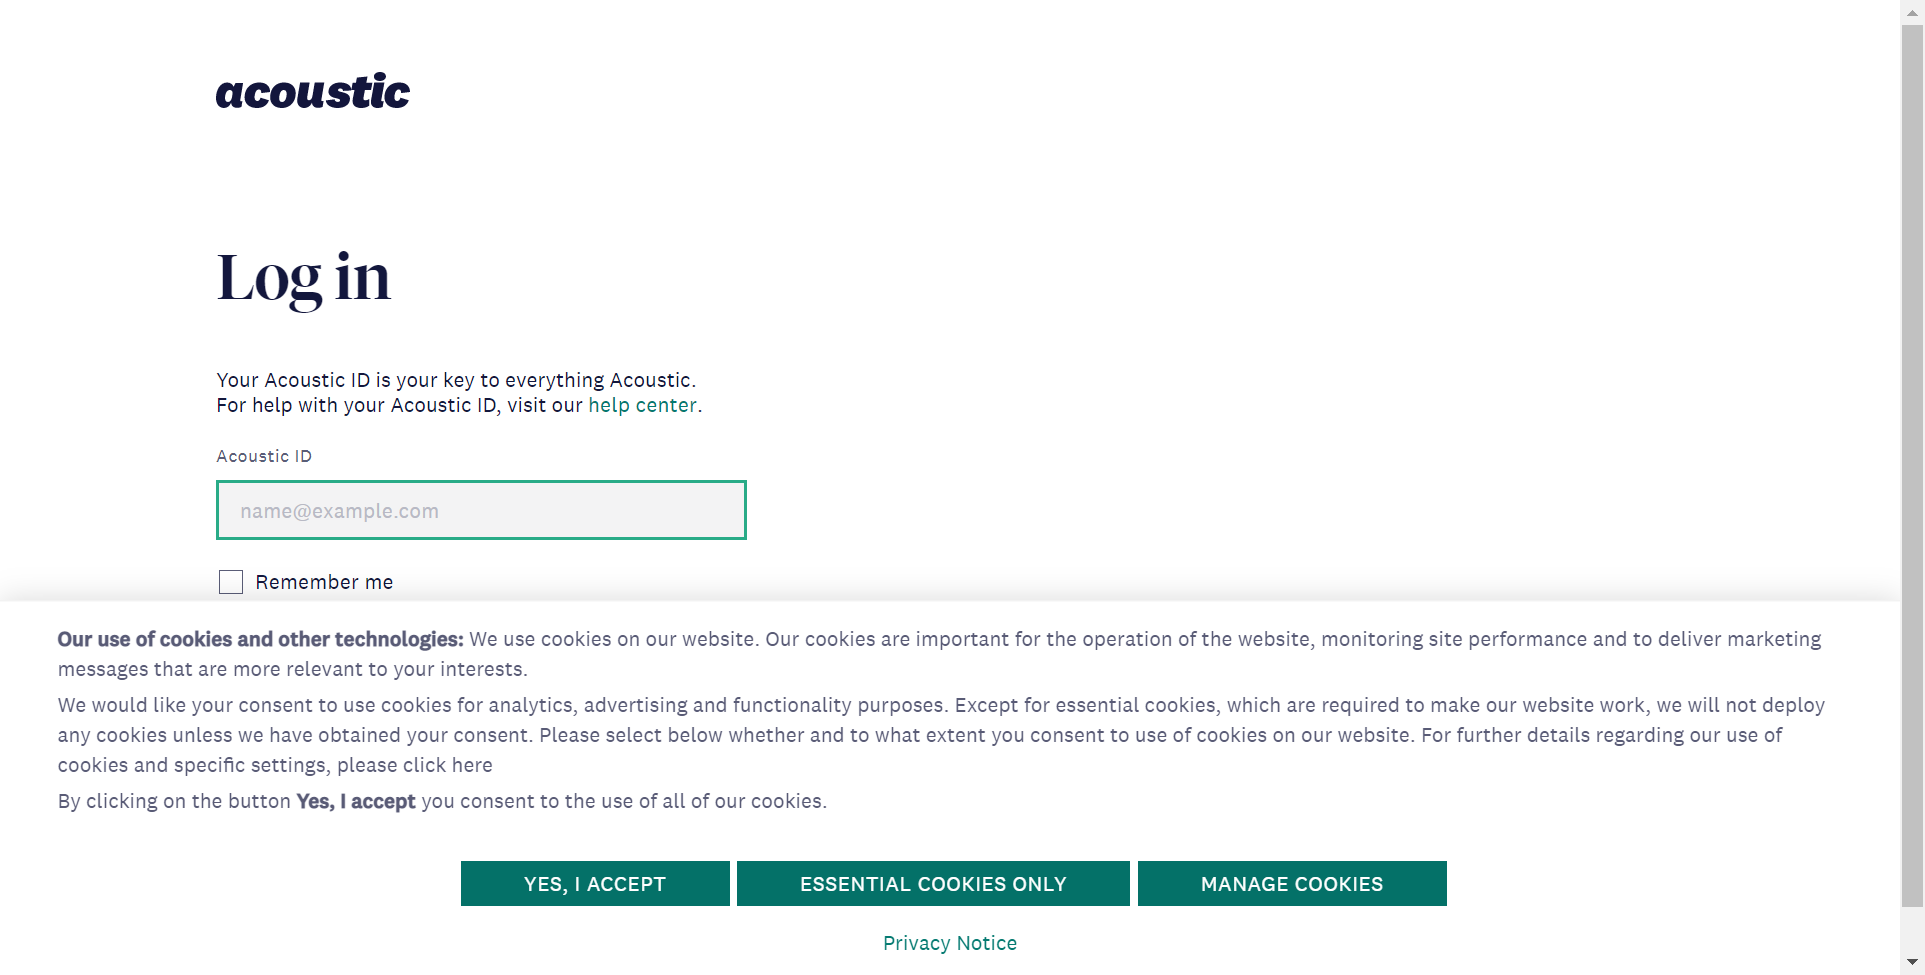 acoustic
Log in
Your Acoustic ID is your key to everything Acoustic.
For help with your Acoustic ID, visit our help center.
Acoustic ID
name@example.com
Remember me
Our use of cookies and other technologies: We use cookies on our website. Our cookies are important for the operation of the website, monitoring site performance and to deliver marketing
messages that are more relevant to your interests.
We would like your consent to use cookies for analytics, advertising and functionality purposes. Except for essential cookies, which are required to make our website work, we will not deploy
any cookies unless we have obtained your consent. Please select below whether and to what extent you consent to use of cookies on our website. For further details regarding our use of
cookies and specific settings, please click here
By clicking on the button Yes, I accept you consent to the use of all of our cookies.
YES, I ACCEPT
ESSENTIAL COOKIES ONLY
MANAGE COOKIES
Privacy Notice